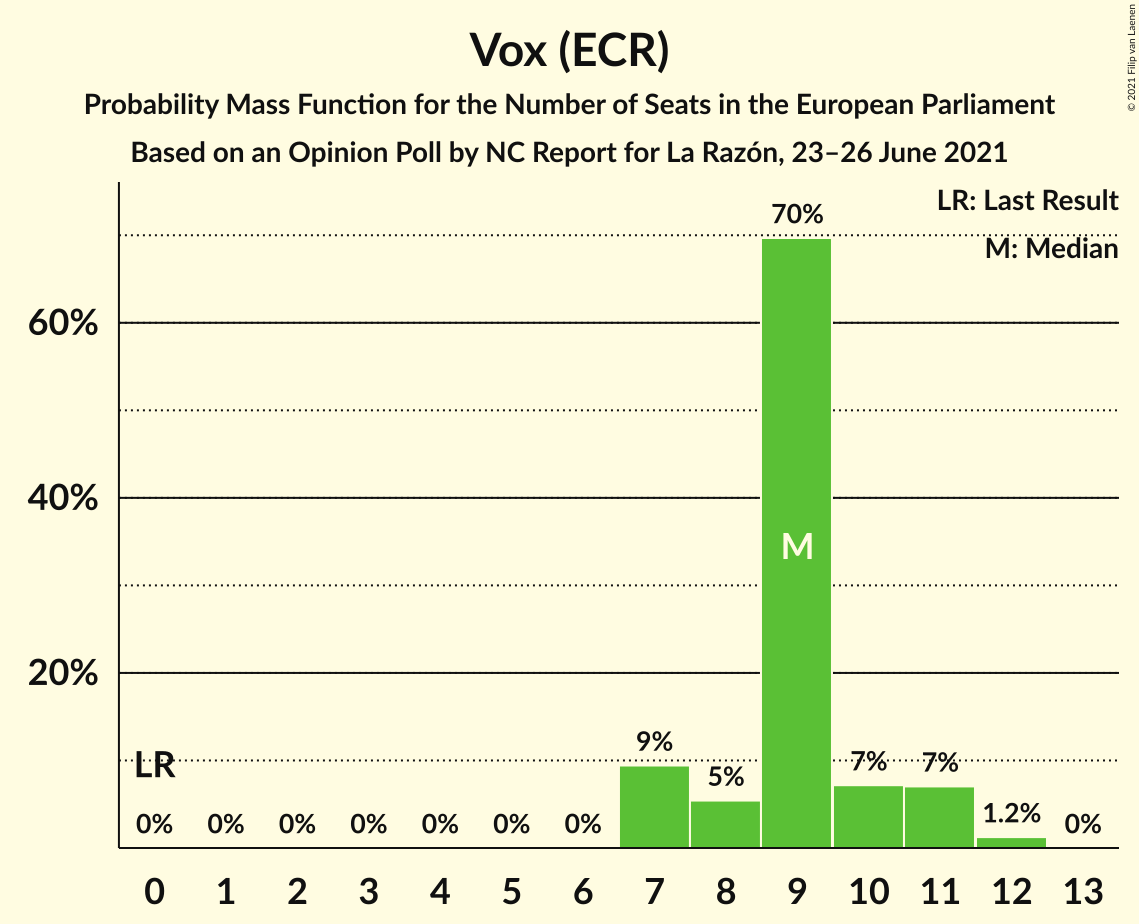 Vox (ECR)
Probability Mass Function for the Number of Seats in the European Parliament
Based on an Opinion Poll by NC Report for La Razón, 23–26 June 2021
© 2021 Filip van Laenen
LR: Last Result
M: Median
70%
60%
40%
M
20%
9%
5%
7%
7%
1.2%
LR
0%
0%
0%
0%
0%
0%
0%
0%
0 1 2 3 4 5 6 7 8 9 10 11 12 13